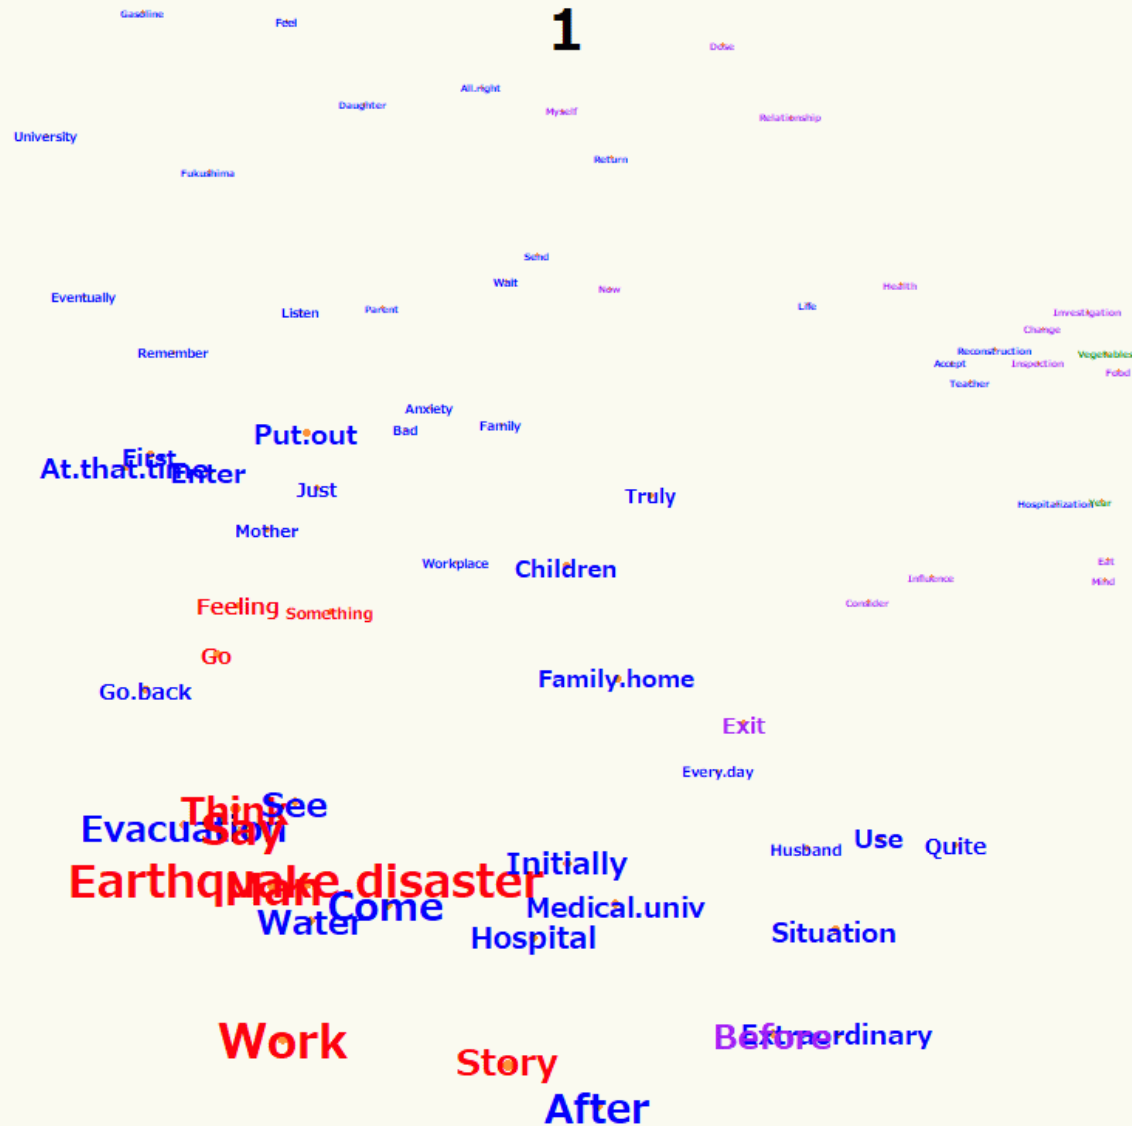 1
Gasoline
Feel
Dose
All.right
Daughter
Myself
Relationship
University
Return
Fukushima
Send
Wait
Now
Health
Eventually
Life
Parent
Listen
Investigation
Change
Remember
Reconstruction
Vegetables
Accept
Inspection
Food
Teacher
Anxiety
Family
Bad
Put.out
First
At.that.time
Enter
Just
Truly
Hospitalization
Year
Mother
Workplace
Children
Eat
Influence
Mind
Consider
Feeling
Something
Go
Family.home
Go.back
Exit
Every.day
Think
See
Evacuation
Say
Use
Quite
Husband
Initially
Earthquake.disaster
Man
Come
Medical.univ
Water
Hospital
Situation
Before
Extraordinary
Work
Story
After